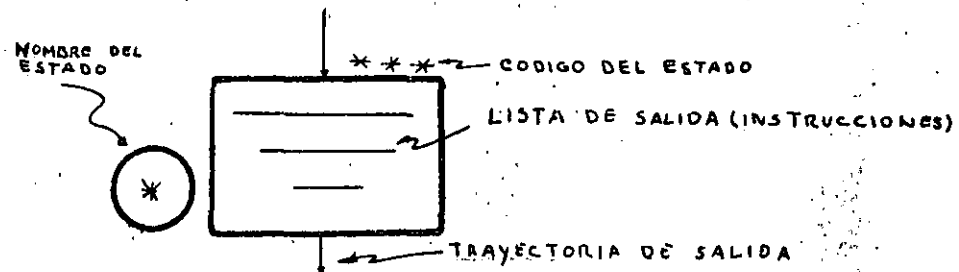 NOMBRE DEL
ESTADO
* * *
CODIGO DEL ESTADO
LISTA DE SALIDA (INSTRUCCIONES)
*
TRAYECTORIA DE SALIDA